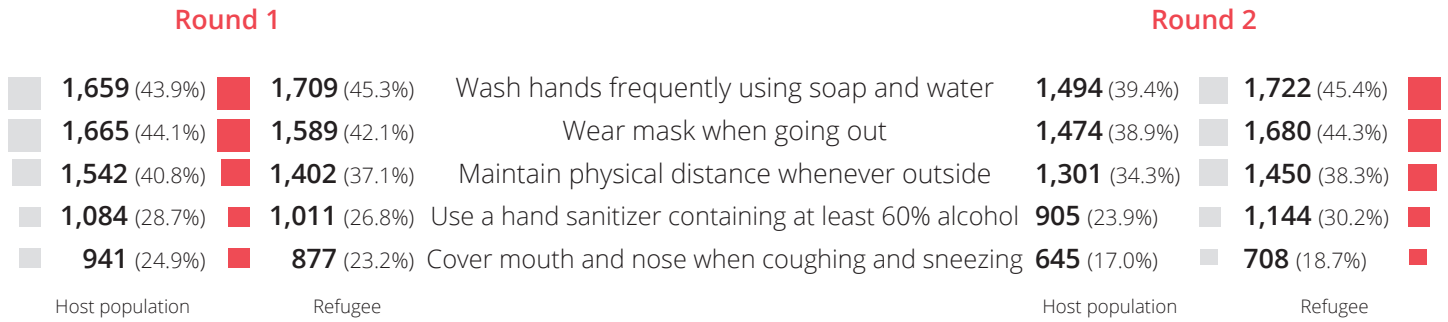 Round 1 Round 2
1,659 (43.9%) 1,709 (45.3%) Wash hands frequently using soap and water 1,494 (39.4%) 1,722 (45.4%)
1,665 (44.1%) 1,589 (42.1%) Wear mask when going out 1,474 (38.9%) 1,680 (44.3%)
1,542 (40.8%) 1,402 (37.1%) Maintain physical distance whenever outside 1,301 (34.3%) 1,450 (38.3%)
1,084 (28.7%) 1,011 (26.8%) Use a hand sanitizer containing at least 60% alcohol 905 (23.9%) 1,144 (30.2%)
941 (24.9%) 877 (23.2%) Cover mouth and nose when coughing and sneezing 645 (17.0%) 708 (18.7%)
Host population Refugee Host population Refugee